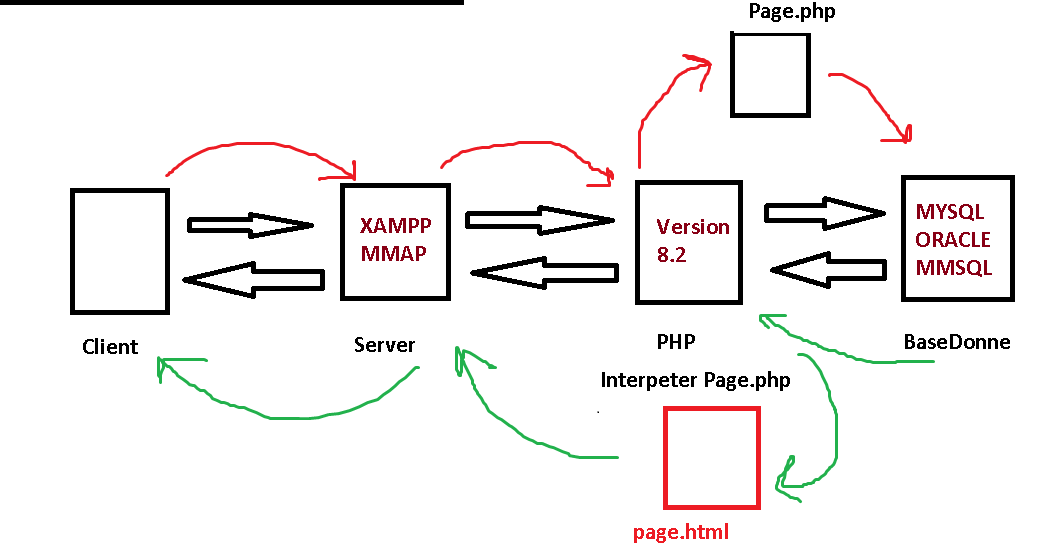 Page.php
XAMPP
MMAP
Version
8.2
MYSQL
ORACLE
MMSQL
Client
Server
PHP
BaseDonne
Interpeter Page.php
page.html